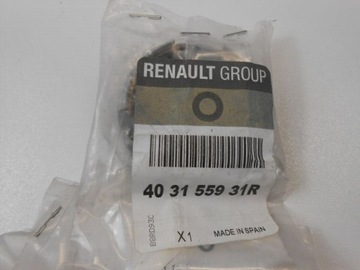 RENAULT GROUP
40 31 559 31R
X1
MADE IN SPAIN